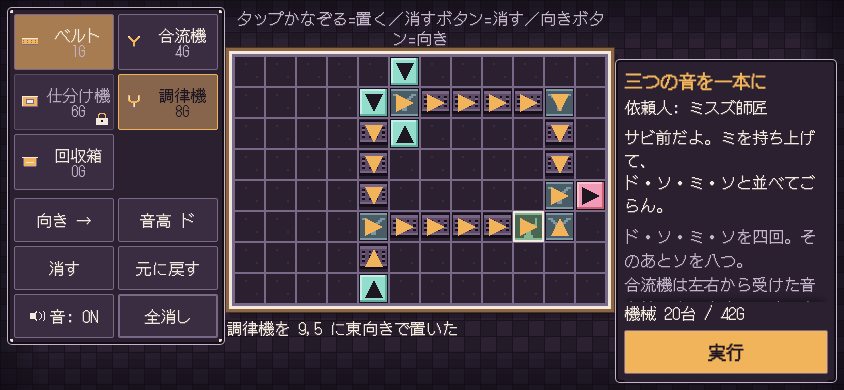 タップかなぞる=置く／消すボタン=消す／向きボタ
ン=向き
ベルト
1G
合流機
4G
仕分け機
6G
調律機
8G
回収箱
0G
向き →
音高 ド
消す
元に戻す
音: ON
全消し
調律機を 9,5 に東向きで置いた
三つの音を一本に
依頼人: ミスズ師匠
サビ前だよ。ミを持ち上げ
て、
ド・ソ・ミ・ソと並べてご
らん。
ド・ソ・ミ・ソを四回。そ
のあとソを八つ。
合流機は左右から受けた音
機械 20台 / 42G
実行